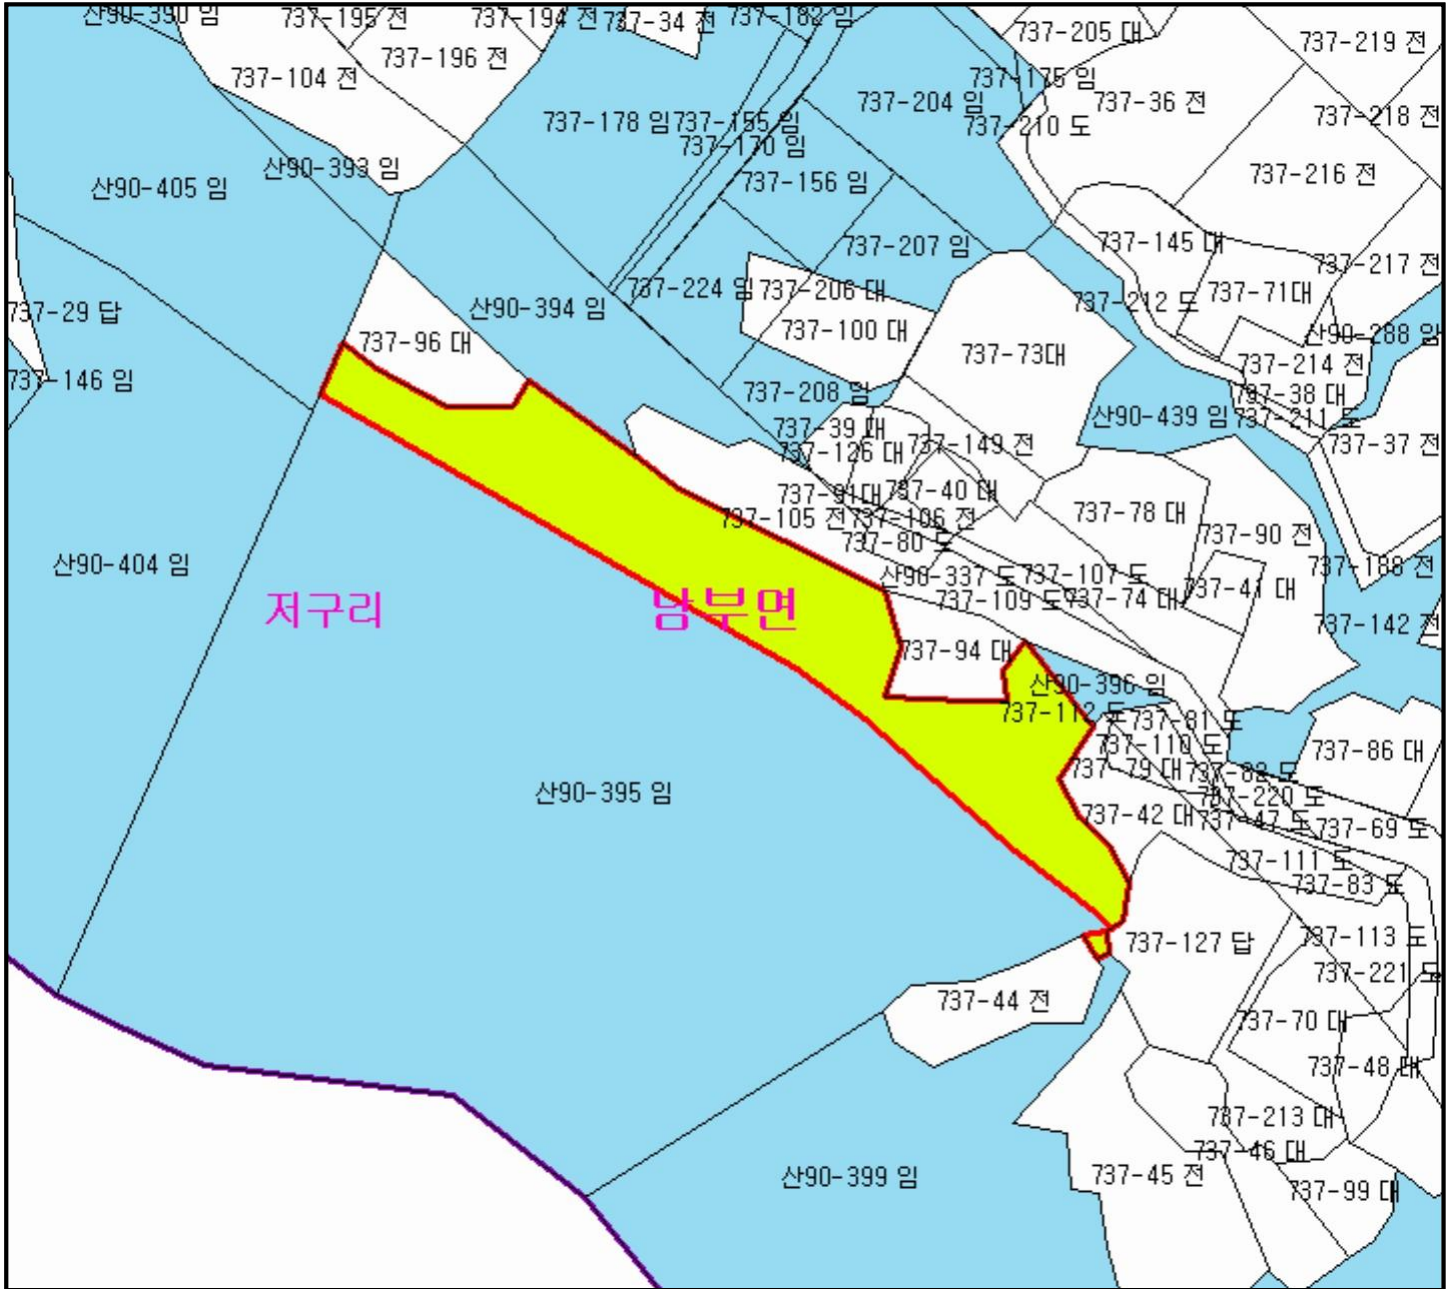 산90-390 임
737-195 전
737-194 전
737-34 전
737-182 임
737-205 대
737-219 전
737-196 전
737-104 전
737-175 임
737-204 임
737-36 전
737-218 전
737-178 임
737-155 임
737-210 도
737-170 임
산90-393 임
737-216 전
산90-405 임
737-156 임
737-207 임
737-145 대
737-217 전
737-224 임
737-206 대
737-71대
737-212 도
산90-394 임
737-29 답
737-100 대
산90-288 임
737-96 대
737-73대
737-214 전
737-146 임
737-208 임
737-38 대
산90-439 임
737-211 도
737-39 대
737-149 전
737-37 전
737-126 대
737-91대
737-40 대
737-105 전
737-106 전
737-78 대
737-90 전
737-80 도
산90-404 임
737-188 전
산90-337 도
737-107 도
737-41 대
737-109 도
737-74 대
저구리
남부면
737-142 전
737-94 대
산90-396 임
737-112 도
737-81 도
737-110 도
737-86 대
737-79 대
737-82 도
산90-395 임
737-220 도
737-42 대
737-47 도
737-69 도
737-111 도
737-83 도
737-127 답
737-113 도
737-221 도
737-44 전
737-70 대
737-48 대
737-213 대
737-46 대
산90-399 임
737-45 전
737-99 대